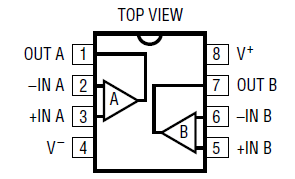 TOP VIEW
OUT A 1 8 V+
–IN A 2 A 7 OUT B
+IN A 3 B 6 –IN B
V– 4 5 +IN B